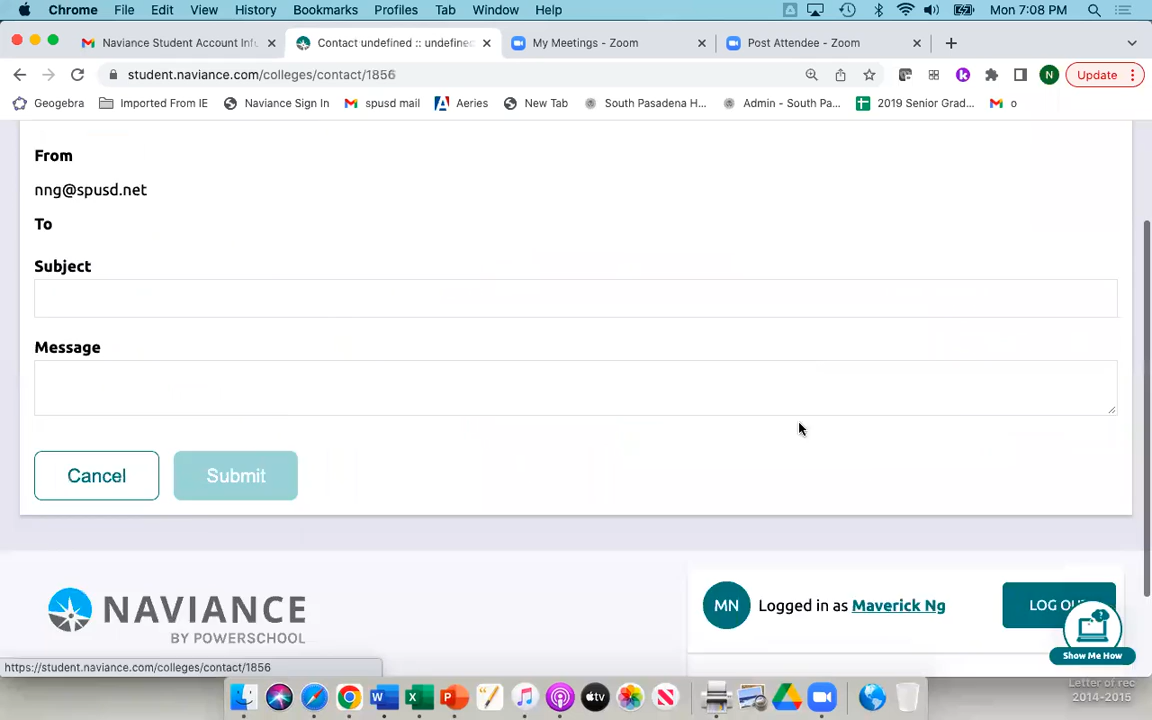 Chrome File Edit View History Bookmarks Profiles Tab Window Help Mon 7:08 PM
Naviance Student Account Info Contact undefined :: undefined My Meetings - Zoom Post Attendee - Zoom
student.naviance.com/colleges/contact/1856 N Update
Geogebra Imported From IE Naviance Sign In spusd mail Aeries New Tab South Pasadena H... Admin - South Pa... 2019 Senior Grad... o
From
nng@spusd.net
To
Subject
Message
Cancel Submit
NAVIANCE
BY POWERSCHOOL
MN Logged in as Maverick Ng LOG OU
Show Me How
https://student.naviance.com/colleges/contact/1856
Letter of rec
2014-2015